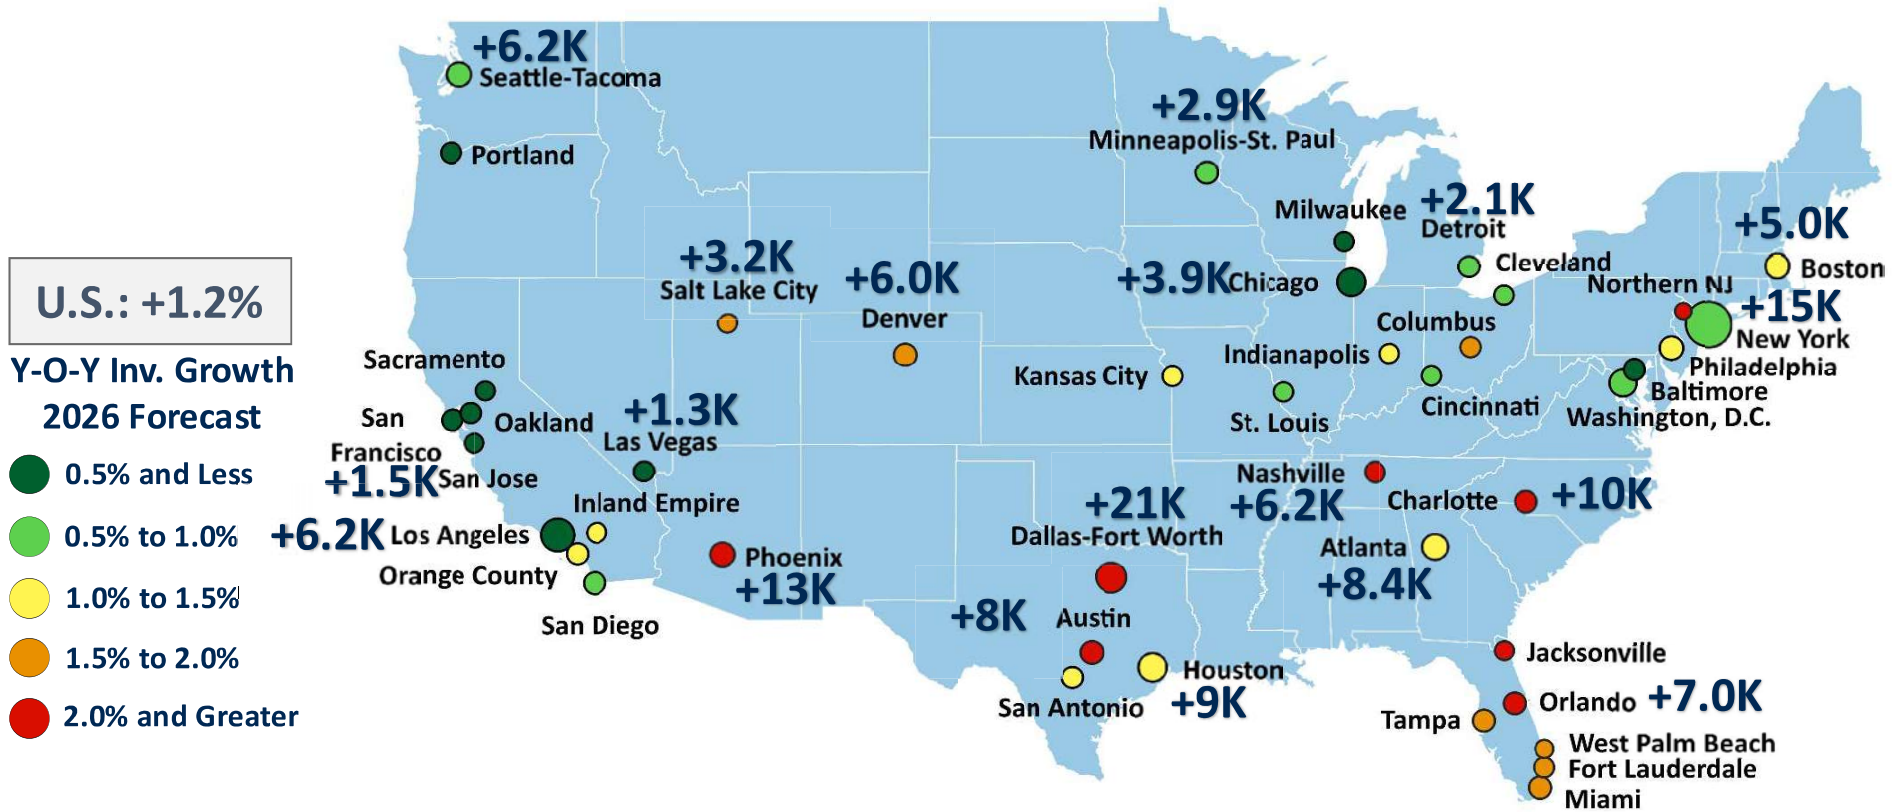 U.S.: +1.2%
Y-O-Y Inv. Growth
2026 Forecast
0.5% and Less
0.5% to 1.0%
1.0% to 1.5%
1.5% to 2.0%
2.0% and Greater
+6.2K
Seattle-Tacoma
Portland
Sacramento
San
Francisco
Oakland
+1.5K
San Jose
+1.3K
Las Vegas
Inland Empire
+6.2K
Los Angeles
Orange County
San Diego
+3.2K
Salt Lake City
+6.0K
Denver
Phoenix
+13K
+2.9K
Minneapolis-St. Paul
Milwaukee
+3.9K
Chicago
+2.1K
Detroit
Cleveland
Columbus
Indianapolis
Kansas City
St. Louis
Cincinnati
+5.0K
Boston
Northern NJ
+15K
New York
Philadelphia
Baltimore
Washington, D.C.
Nashville
+6.2K
Charlotte
+10K
Atlanta
+8.4K
+21K
Dallas-Fort Worth
+8K
Austin
San Antonio
Houston
+9K
Jacksonville
Orlando
+7.0K
Tampa
West Palm Beach
Fort Lauderdale
Miami